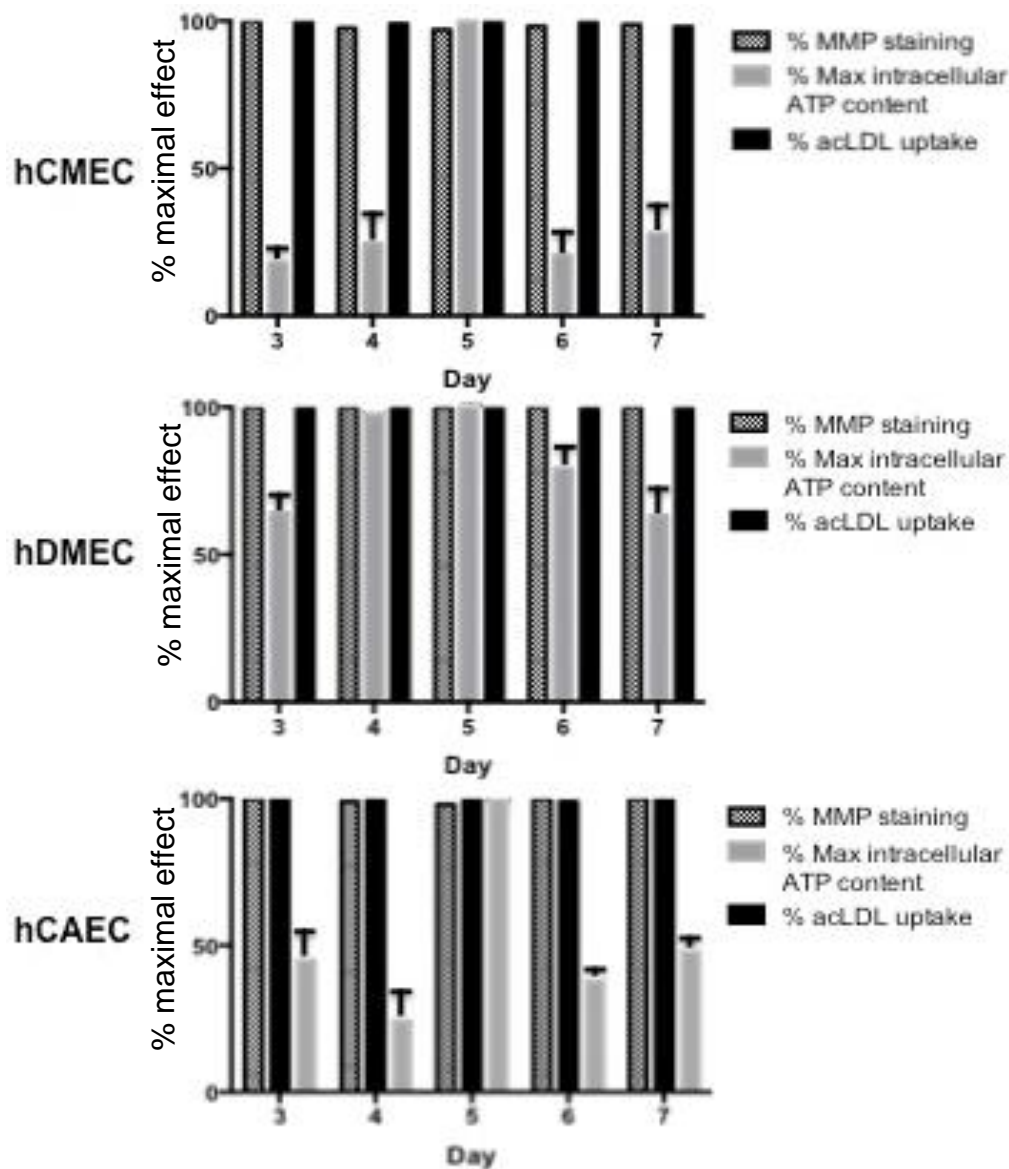 hCMEC
% maximal effect
100
50
0
3 4 5 6 7
Day
% MMP staining
% Max intracellular
ATP content
% acLDL uptake
hDMEC
% maximal effect
100
50
0
3 4 5 6 7
Day
% MMP staining
% Max intracellular
ATP content
% acLDL uptake
hCAEC
% maximal effect
100
50
0
3 4 5 6 7
Day
% MMP staining
% Max intracellular
ATP content
% acLDL uptake